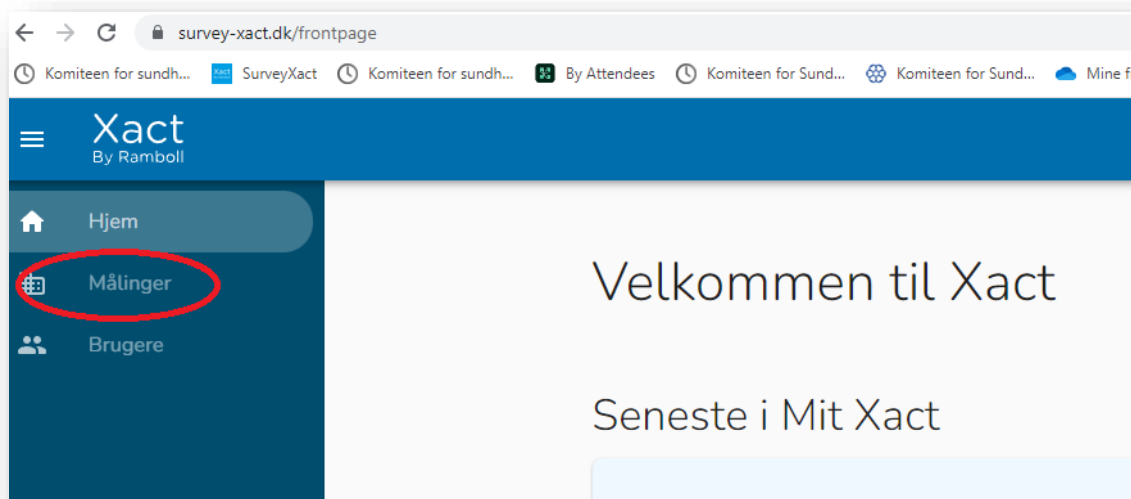 survey-xact.dk/frontpage
Komiteen for sundh... SurveyXact Komiteen for sundh... By Attendees Komiteen for Sund... Komiteen for Sund... Mine f
Xact
By Ramboll
Hjem
Målinger
Brugere
Velkommen til Xact
Seneste i Mit Xact